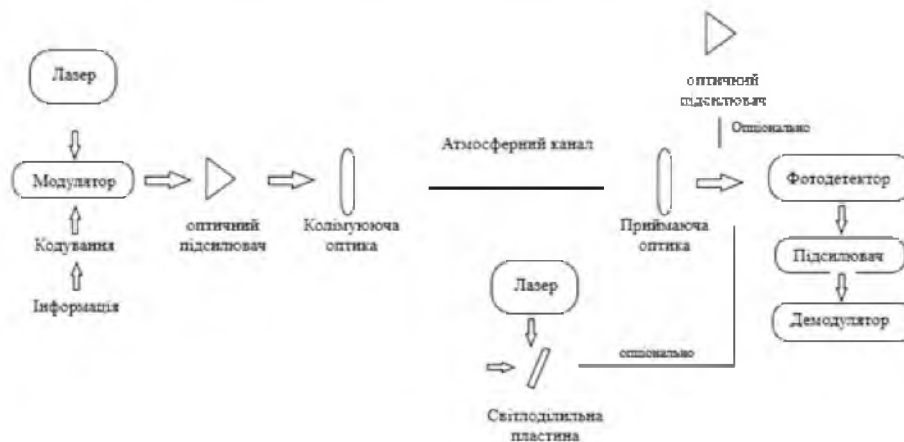 Лазер
Модулятор
Кодування
Інформація
оптичний
підсилювач
Колімуююча
оптика
Атмосферний канал
Приймаюча
оптика
оптичний
підсилювач
Опціонально
Фотодетектор
Підсилювач
Демодулятор
Лазер
опціонально
Світлоділильна
пластина